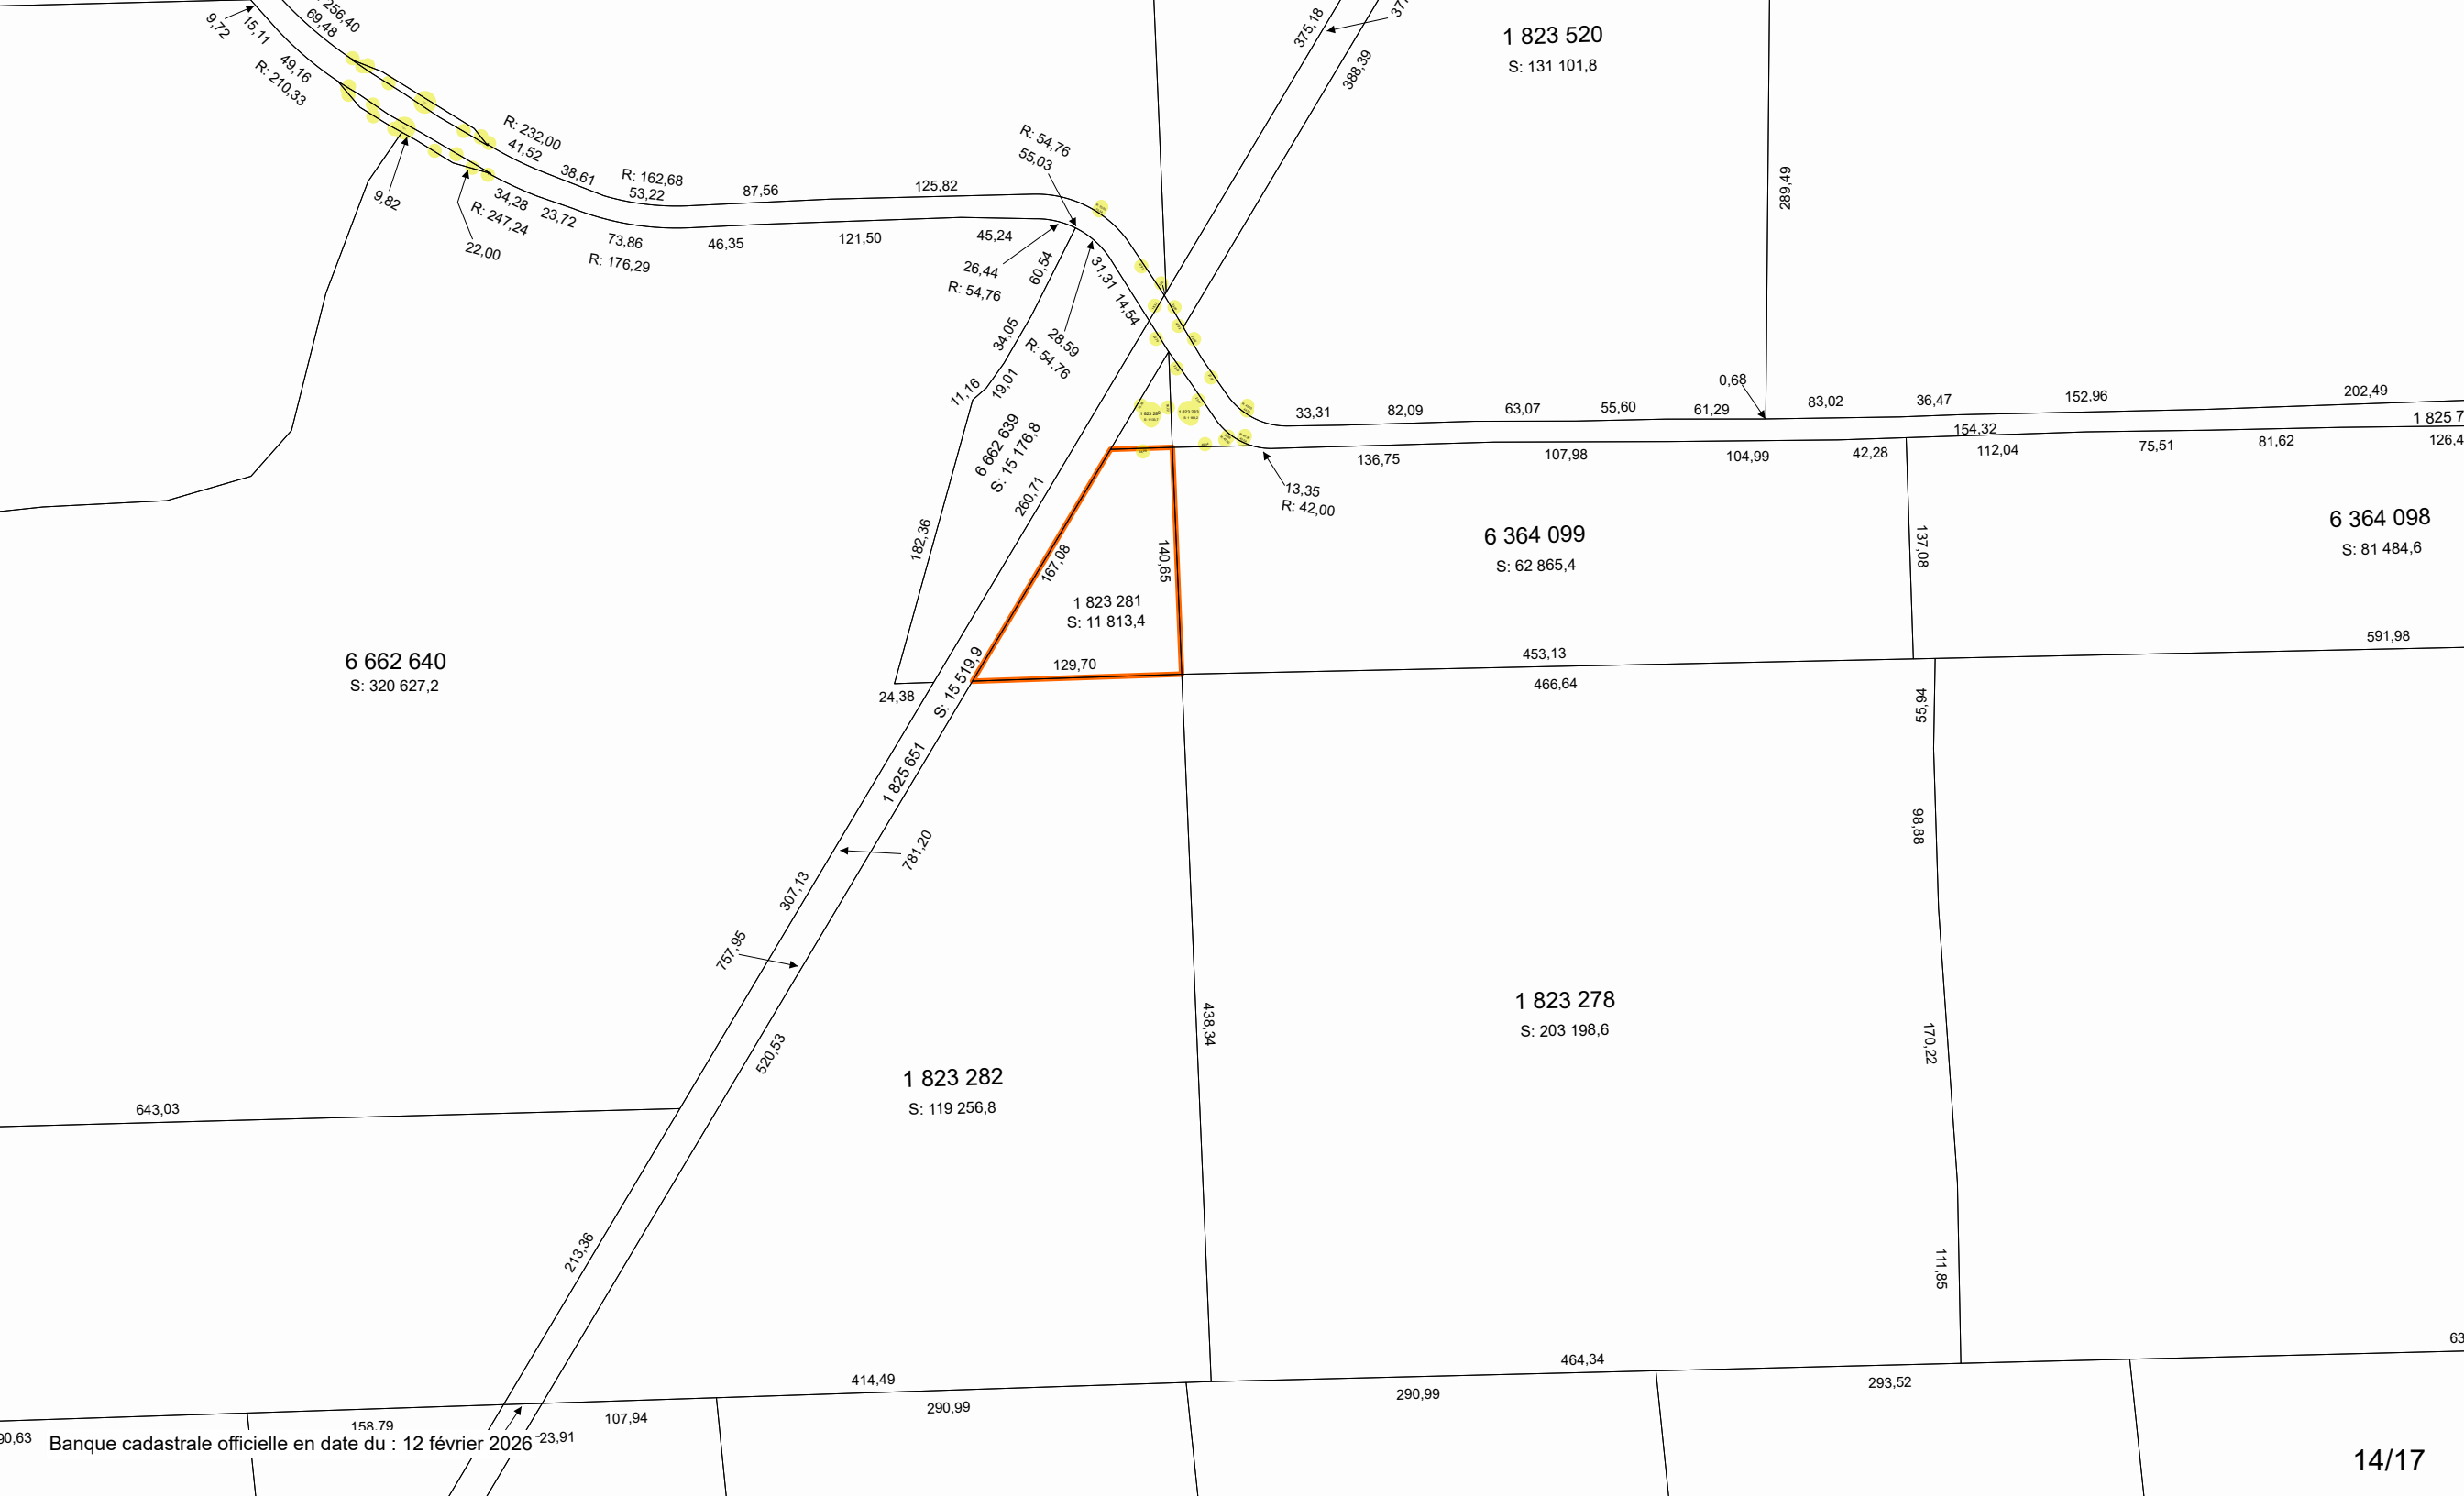 256,40
69,48
9,72
15,11
49,16
R: 210,33
375,18
37
388,39
1 823 520
S: 131 101,8
R: 232,00
41,52
38,61
R: 162,68
53,22
87,56
125,82
R: 54,76
55,03
289,49
9,82
34,28
R: 247,24
23,72
22,00
73,86
R: 176,29
46,35
121,50
45,24
26,44
R: 54,76
60,54
31,31
14,54
34,05
28,59
R: 54,76
11,16
19,01
0,68
33,31
82,09
63,07
55,60
61,29
83,02
36,47
152,96
202,49
1 825 7
154,32
136,75
107,98
104,99
42,28
112,04
75,51
81,62
126,4
6 662 639
S: 15 176,8
260,71
13,35
R: 42,00
182,36
167,08
140,65
6 364 099
S: 62 865,4
137,08
6 364 098
S: 81 484,6
1 823 281
S: 11 813,4
129,70
453,13
591,98
6 662 640
S: 320 627,2
24,38
S: 15 519,9
466,64
55,94
1 825 651
781,20
98,88
307,13
757,95
438,34
1 823 278
S: 203 198,6
170,22
520,53
1 823 282
S: 119 256,8
643,03
213,36
111,85
63
464,34
414,49
290,99
290,99
293,52
158,79
107,94
90,63
23,91
Banque cadastrale officielle en date du : 12 février 2026
14/17